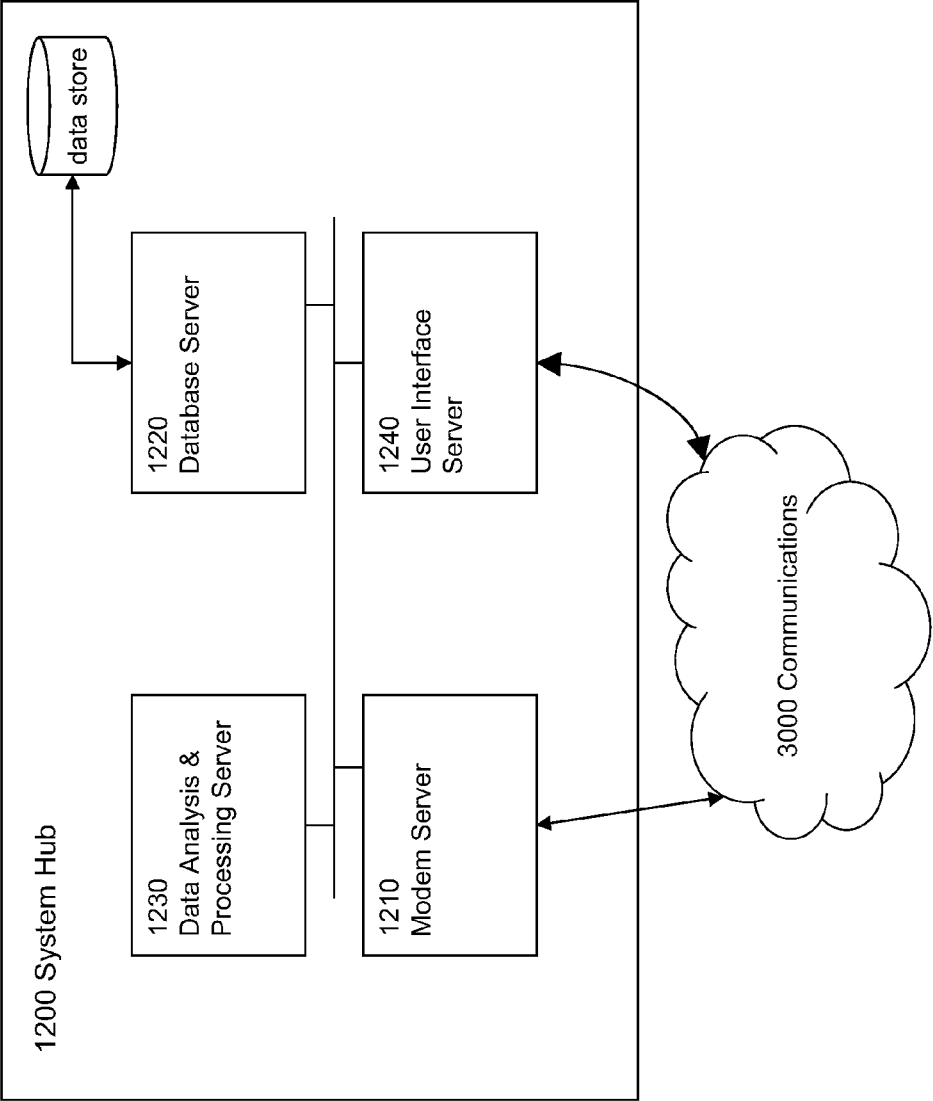 1200 System Hub
data store
1230
Data Analysis &
Processing Server
1220
Database Server
1210
Modem Server
1240
User Interface
Server
3000 Communications